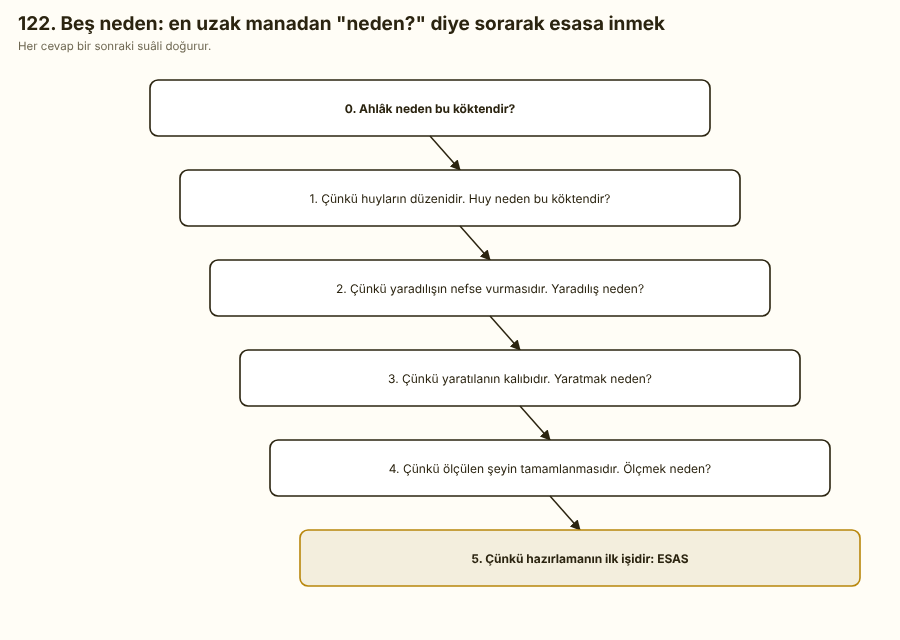 122. Beş neden: en uzak manadan "neden?" diye sorarak esasa inmek
Her cevap bir sonraki suâli doğurur.
0. Ahlâk neden bu köktendir?
1. Çünkü huyların düzenidir. Huy neden bu köktendir?
2. Çünkü yaradılışın nefse vurmasıdır. Yaradılış neden?
3. Çünkü yaratılanın kalıbıdır. Yaratmak neden?
4. Çünkü ölçülen şeyin tamamlanmasıdır. Ölçmek neden?
5. Çünkü hazırlamanın ilk işidir: ESAS